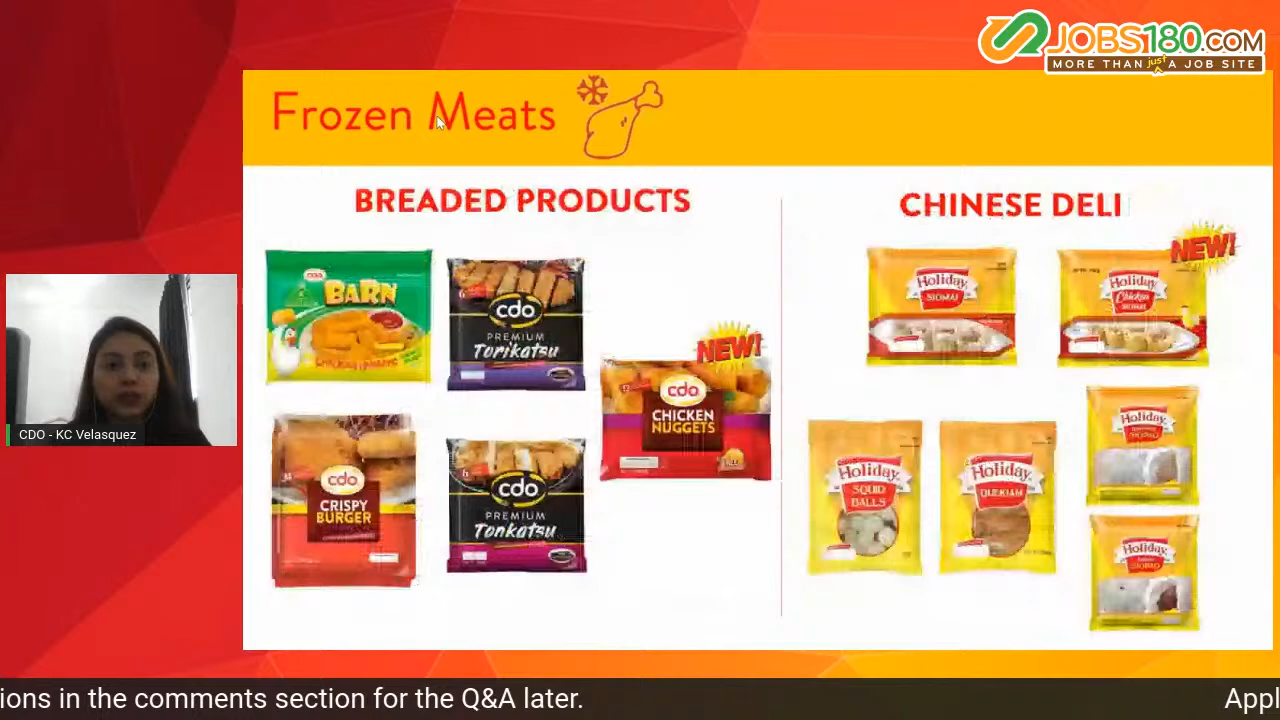 JOBS180.COM
MORE THAN just A JOB SITE
Frozen Meats
BREADED PRODUCTS
CHINESE DELI
NEW!
Holiday
SIOMAI
Holiday
Chicken
cdo
BARN
cdo
PREMIUM
Torikatsu
NEW!
cdo
CHICKEN
NUGGETS
cdo
CRISPY
BURGER
cdo
PREMIUM
Tonkatsu
Holiday
SQUID
BALLS
Holiday
QUEKIAM
Holiday
Holiday
SIOPAO
CDO - KC Velasquez
ions in the comments section for the Q&A later.
Appl